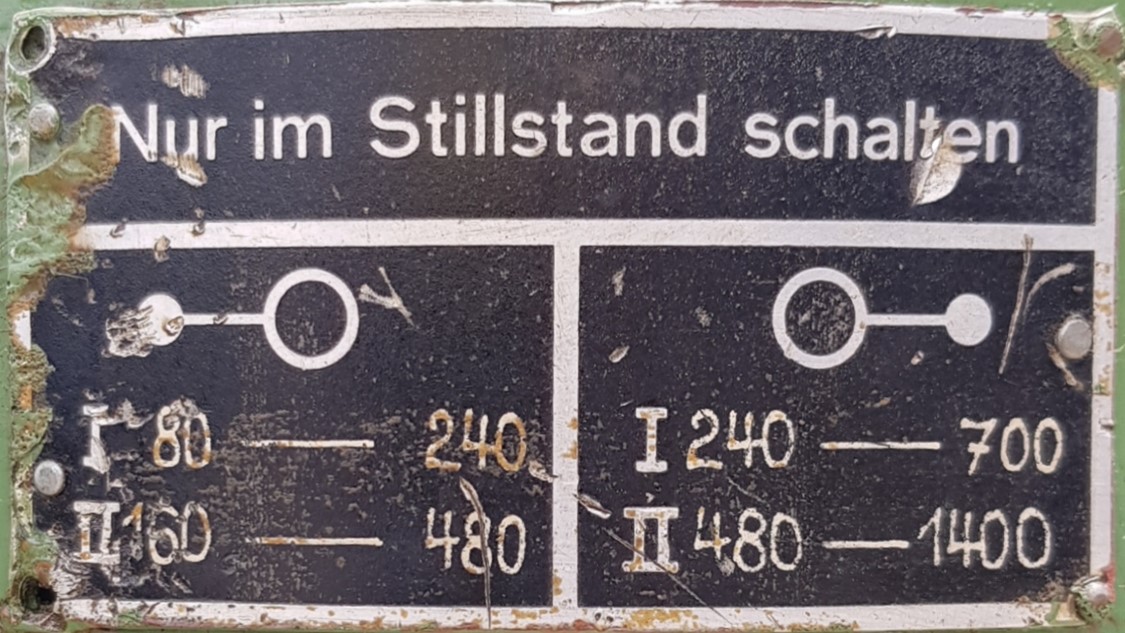 Nur im Stillstand schalten
I 80 — 240
II 160 — 480
I 240 — 700
II 480 — 1400